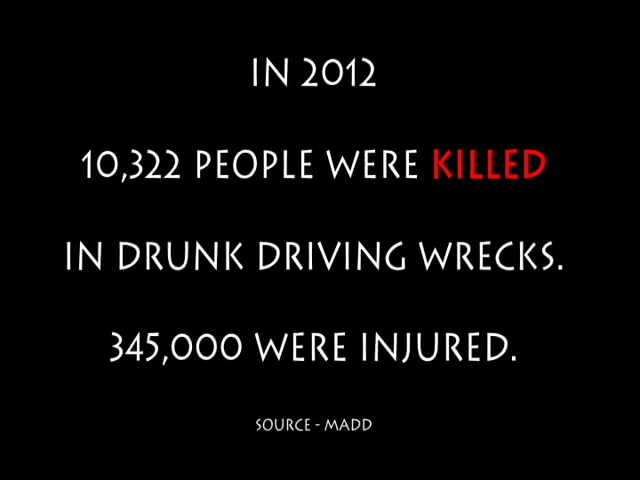 IN 2012
10,322 PEOPLE WERE KILLED
IN DRUNK DRIVING WRECKS.
345,000 WERE INJURED.
SOURCE - MADD